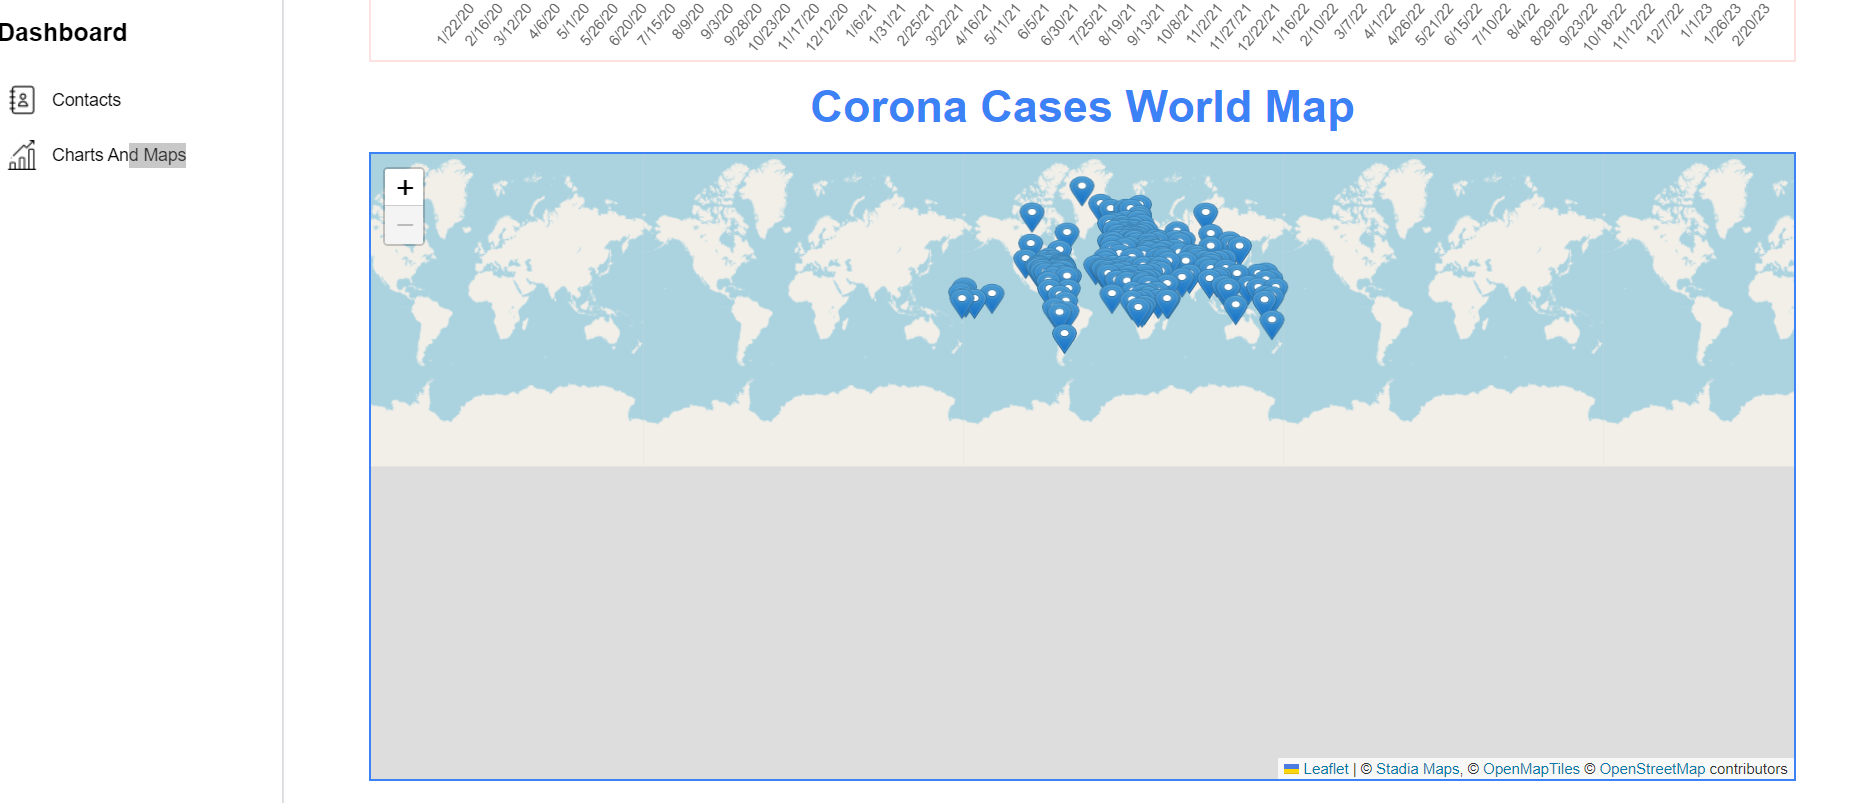 Dashboard
Contacts
Charts And Maps
1/22/20 2/16/20 3/12/20 4/6/20 5/1/20 5/26/20 6/20/20 7/15/20 8/9/20 9/3/20 9/28/20 10/23/20 11/17/20 12/12/20 1/6/21 1/31/21 2/25/21 3/22/21 4/16/21 5/11/21 6/5/21 6/30/21 7/25/21 8/19/21 9/13/21 10/8/21 11/2/21 11/27/21 12/22/21 1/16/22 2/10/22 3/7/22 4/1/22 4/26/22 5/21/22 6/15/22 7/10/22 8/4/22 8/29/22 9/23/22 10/18/22 11/12/22 12/7/22 1/1/23 1/26/23 2/20/23
Corona Cases World Map
+
−
Leaflet | © Stadia Maps, © OpenMapTiles © OpenStreetMap contributors